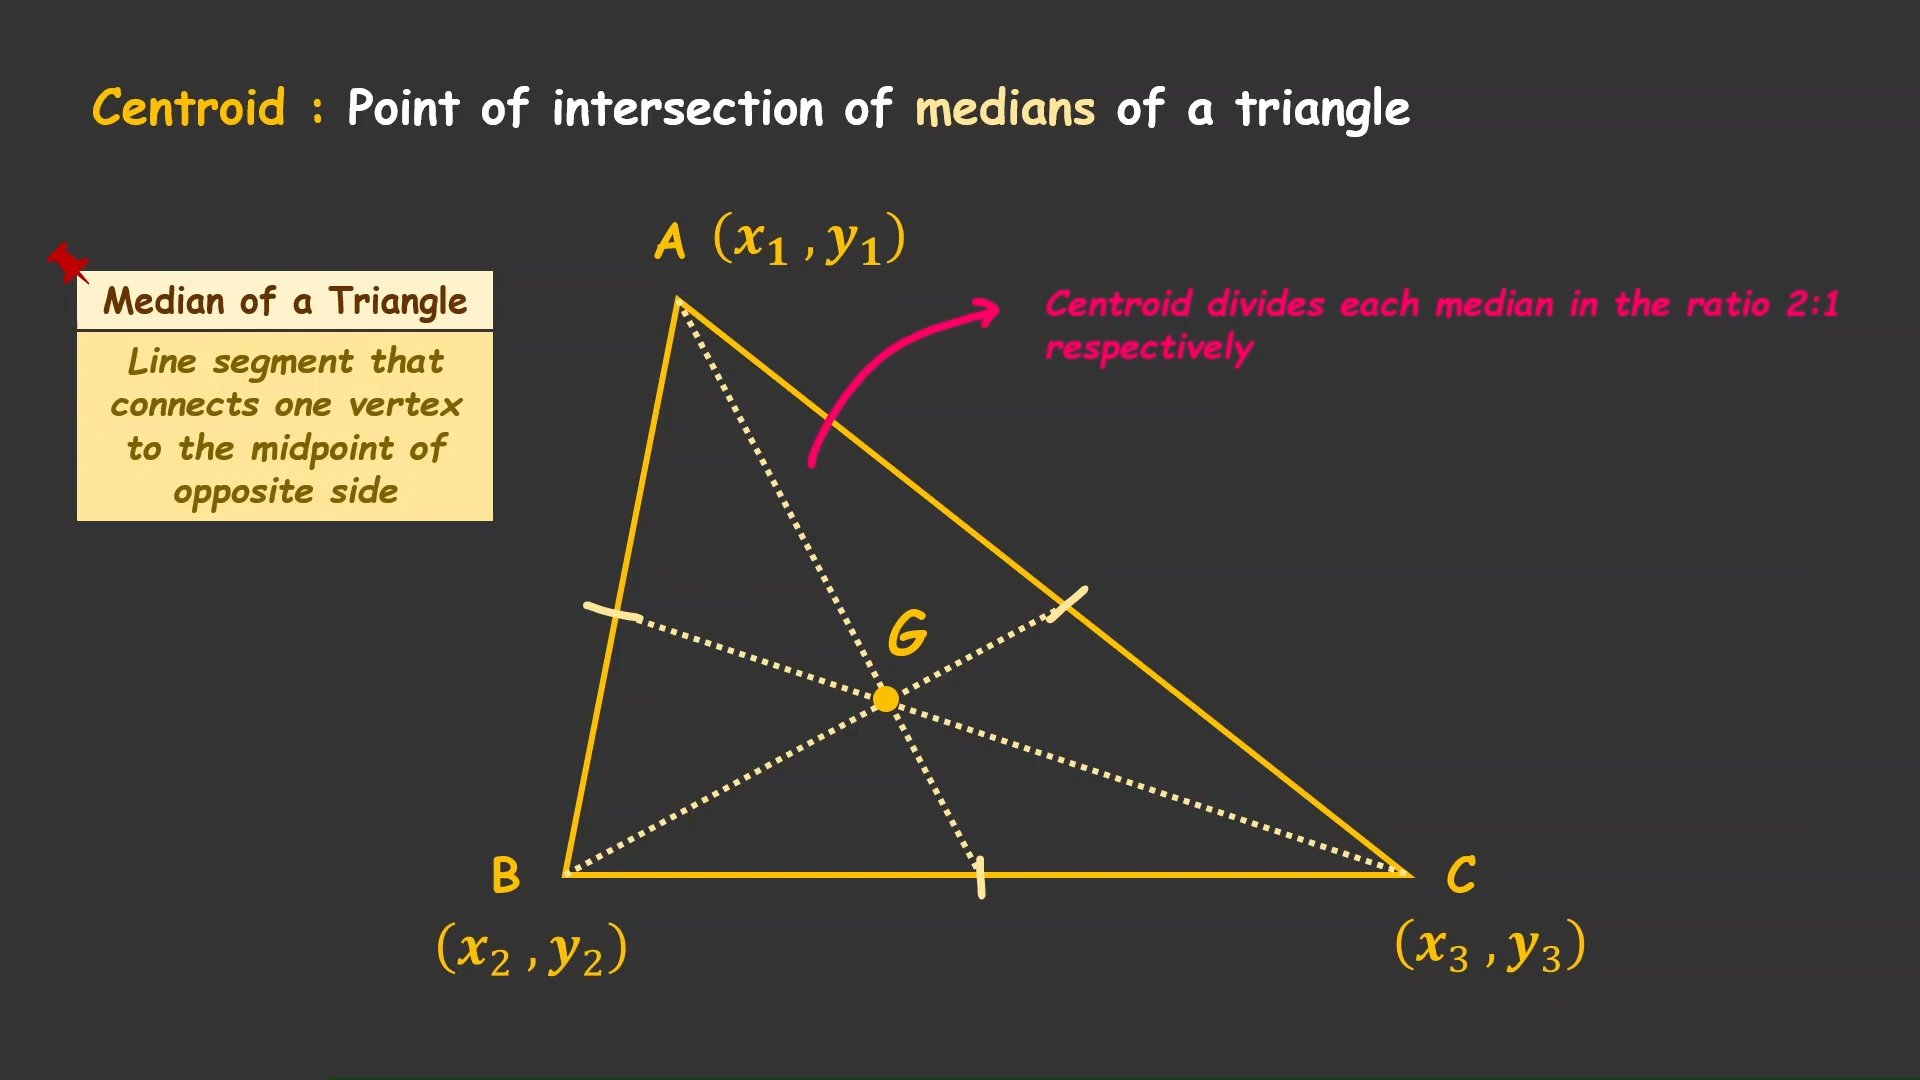 Centroid : Point of intersection of medians of a triangle
A (x₁ , y₁)
Median of a Triangle
Line segment that
connects one vertex
to the midpoint of
opposite side
Centroid divides each median in the ratio 2:1
respectively
G
B
C
(x₂ , y₂)
(x₃ , y₃)